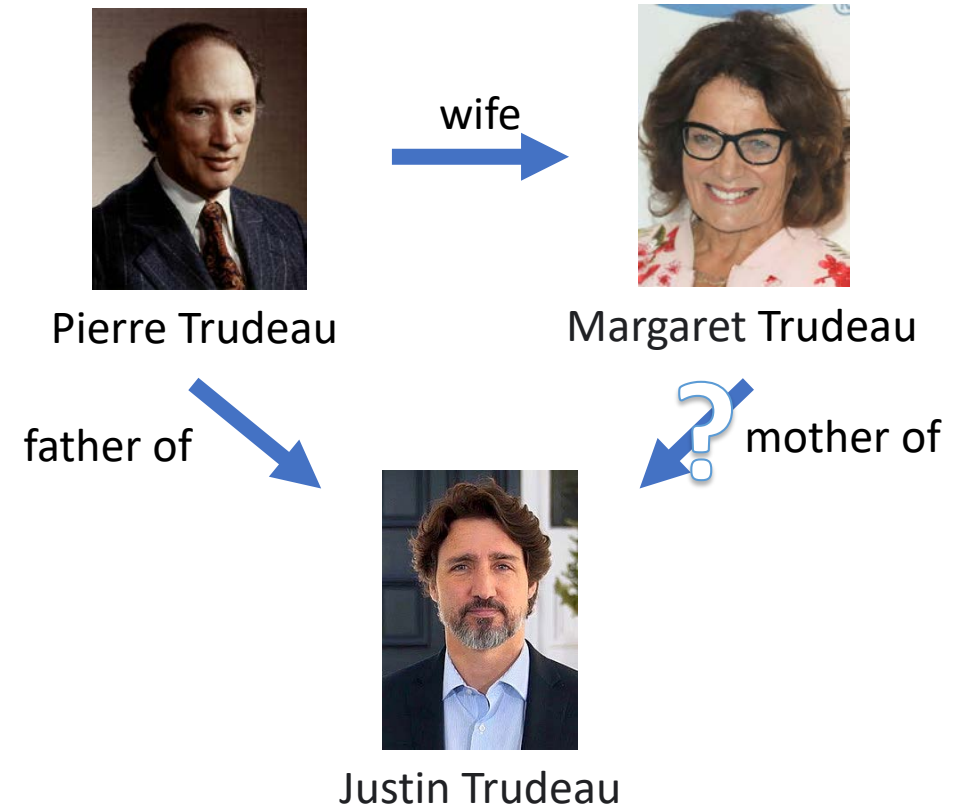 wife
Pierre Trudeau
Margaret Trudeau
father of
?
mother of
Justin Trudeau